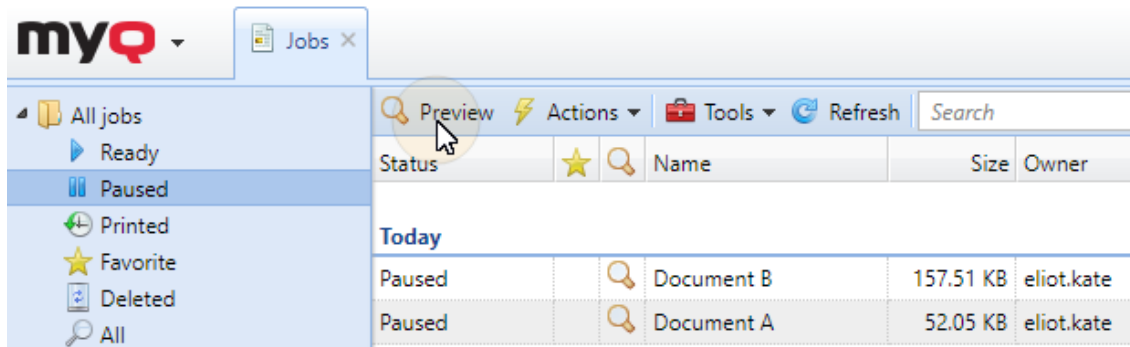 myQ Jobs
All jobs
Ready
Paused
Printed
Favorite
Deleted
All
Preview Actions Tools Refresh Search
Status Name Size Owner
Today
Paused Document B 157.51 KB eliot.kate
Paused Document A 52.05 KB eliot.kate